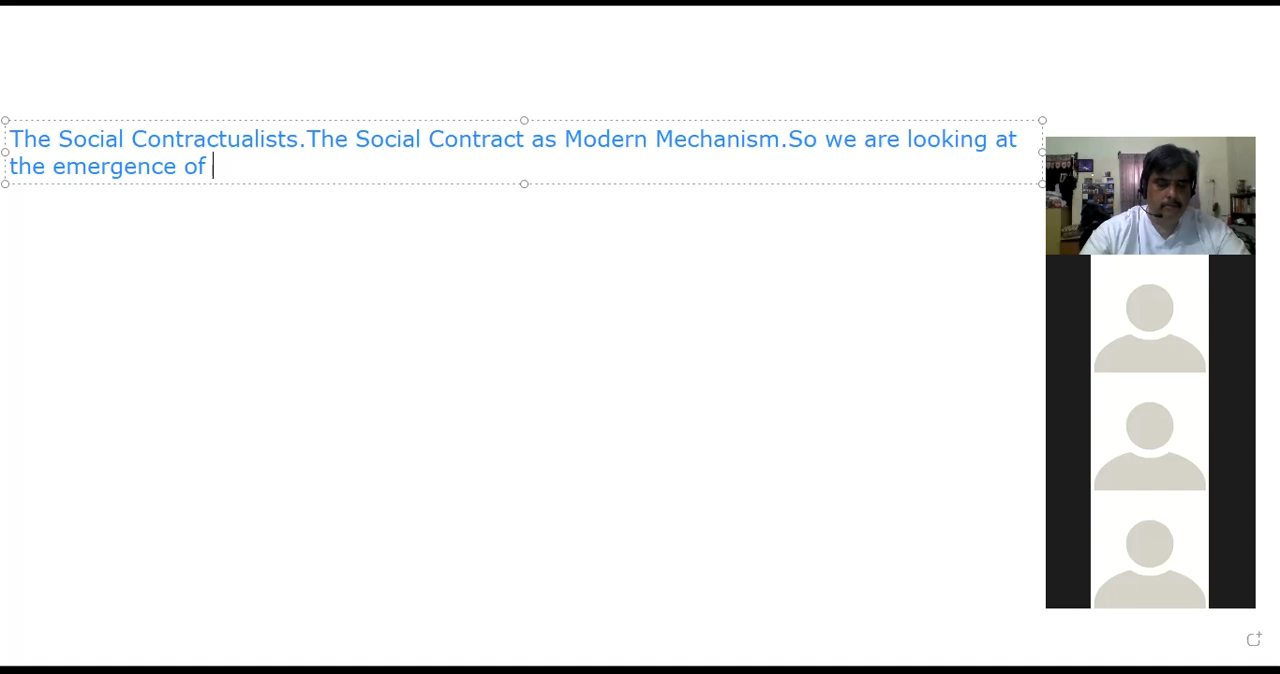 The Social Contractualists.The Social Contract as Modern Mechanism.So we are looking at
the emergence of